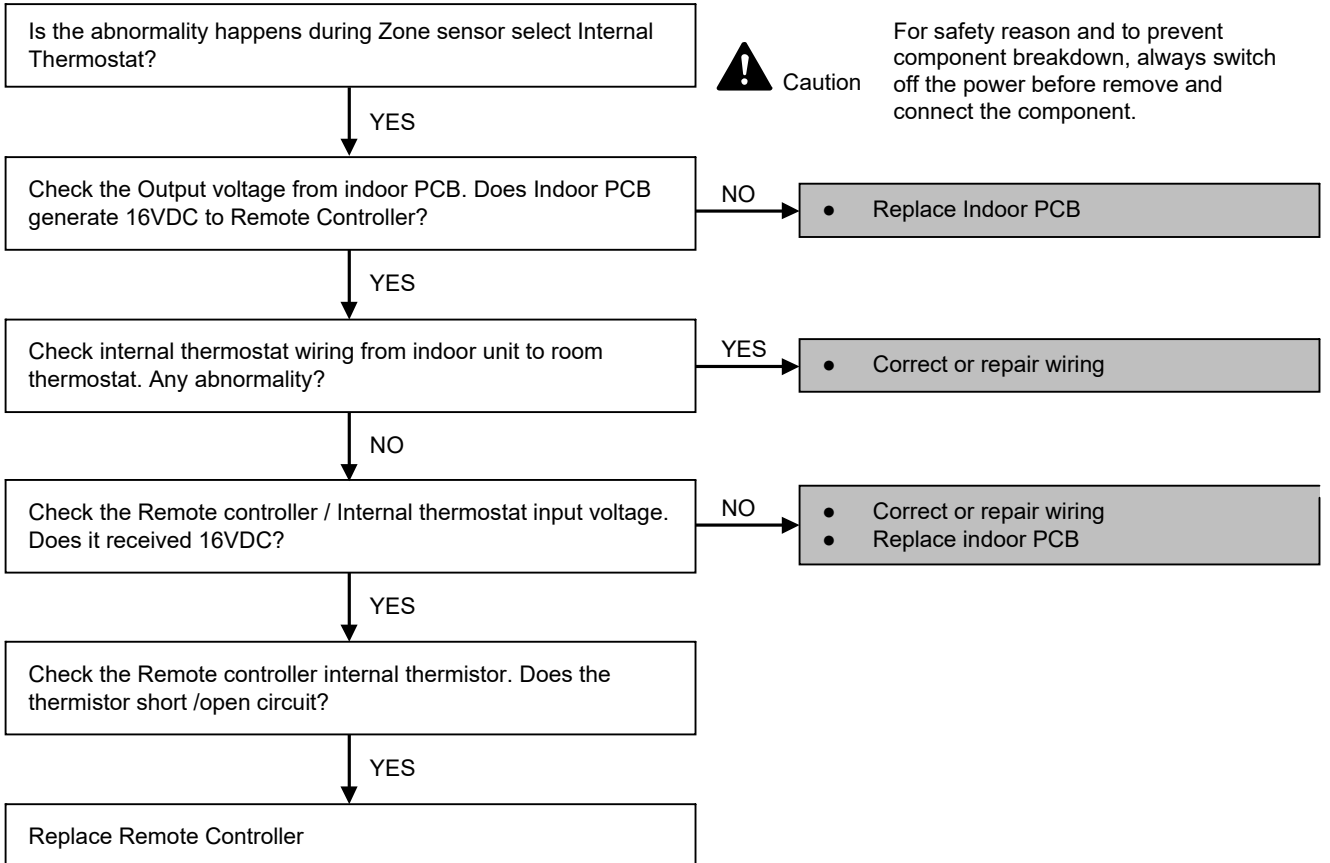 Is the abnormality happens during Zone sensor select Internal
Thermostat?
Caution
For safety reason and to prevent
component breakdown, always switch
off the power before remove and
connect the component.
YES
Check the Output voltage from indoor PCB. Does Indoor PCB
generate 16VDC to Remote Controller?
NO
● Replace Indoor PCB
YES
Check internal thermostat wiring from indoor unit to room
thermostat. Any abnormality?
YES
● Correct or repair wiring
NO
Check the Remote controller / Internal thermostat input voltage.
Does it received 16VDC?
NO
● Correct or repair wiring
● Replace indoor PCB
YES
Check the Remote controller internal thermistor. Does the
thermistor short /open circuit?
YES
Replace Remote Controller